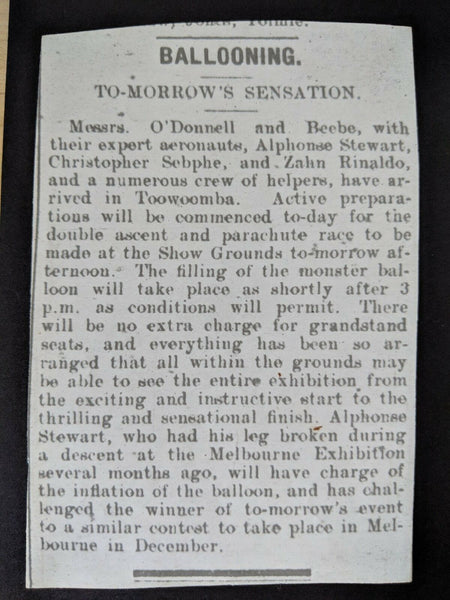 Jones, Tolmie.
BALLOONING.
TO-MORROW'S SENSATION.
Messrs. O'Donnell and Beebe, with
their expert aeronauts, Alphonse Stewart,
Christopher Sebphe, and Zahn Rinaldo,
and a numerous crew of helpers, have ar-
rived in Toowoomba. Active prepara-
tions will be commenced to-day for the
double ascent and parachute race to be
made at the Show Grounds to-morrow af-
ternoon. The filling of the monster bal-
loon will take place as shortly after 3
p.m. as conditions will permit. There
will be no extra charge for grandstand
seats, and everything has been so ar-
ranged that all within the grounds may
be able to see the entire exhibition from
the exciting and instructive start to the
thrilling and sensational finish. Alphonse
Stewart, who had his leg broken during
a descent at the Melbourne Exhibition
several months ago, will have charge of
the inflation of the balloon, and has chal-
lenged the winner of to-morrow's event
to a similar contest to take place in Mel-
bourne in December.